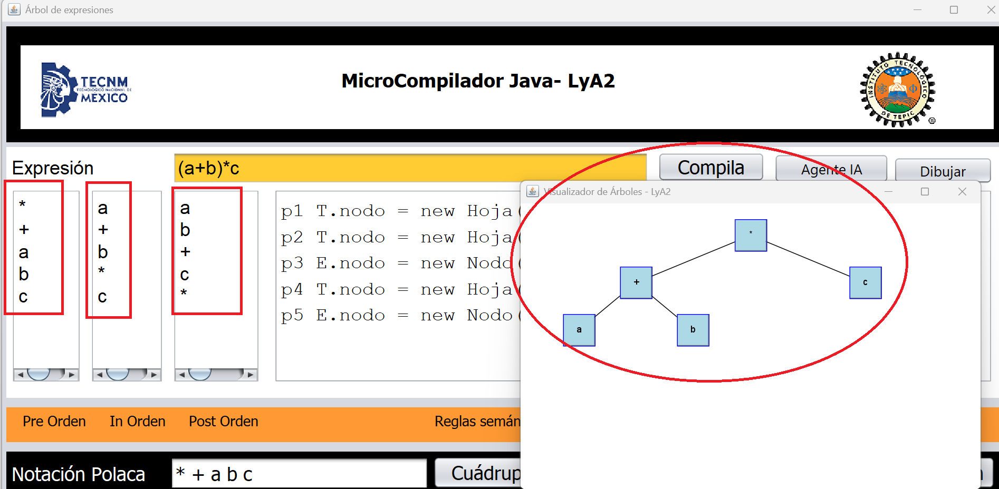 Árbol de expresiones
TECNM
TECNOLÓGICO NACIONAL DE
MEXICO
MicroCompilador Java- LyA2
INSTITUTO TECNOLOGICO
DE TEPIC
®
Expresión
(a+b)*c
Compila
Agente IA
Dibujar
*
+
a
b
c
a
+
b
*
c
a
b
+
c
*
p1 T.nodo = new Hoja(
p2 T.nodo = new Hoja(
p3 E.nodo = new Nodo(
p4 T.nodo = new Hoja(
p5 E.nodo = new Nodo(
Visualizador de Árboles - LyA2
*
+
c
a
b
Pre Orden
In Orden
Post Orden
Reglas semán
Notación Polaca
* + a b c
Cuádrup